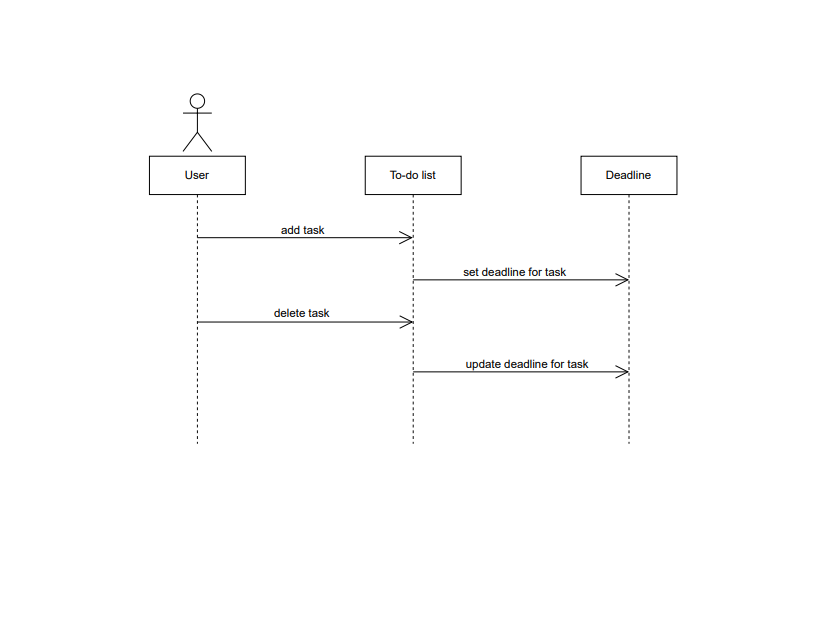 User
To-do list
Deadline
add task
set deadline for task
delete task
update deadline for task